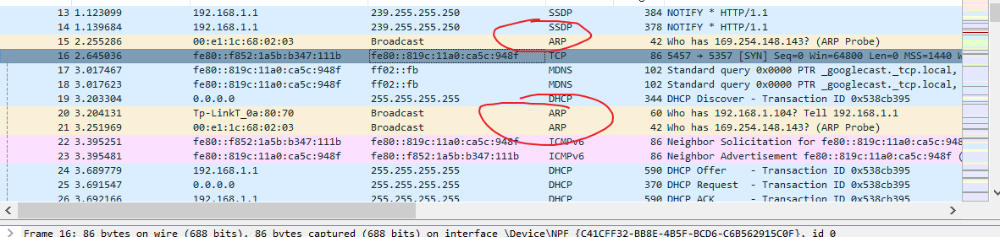 13 1.123099 192.168.1.1 239.255.255.250 SSDP 384 NOTIFY * HTTP/1.1
14 1.139684 192.168.1.1 239.255.255.250 SSDP 378 NOTIFY * HTTP/1.1
15 2.255286 00:e1:1c:68:02:03 Broadcast ARP 42 Who has 169.254.148.143? (ARP Probe)
16 2.645036 fe80::f852:1a5b:b347:111b fe80::819c:11a0:ca5c:948f TCP 86 5457 → 5357 [SYN] Seq=0 Win=64800 Len=0 MSS=1440 W
17 3.017467 fe80::819c:11a0:ca5c:948f ff02::fb MDNS 102 Standard query 0x0000 PTR _googlecast._tcp.local,
18 3.017623 fe80::819c:11a0:ca5c:948f ff02::fb MDNS 102 Standard query 0x0000 PTR _googlecast._tcp.local,
19 3.203304 0.0.0.0 255.255.255.255 DHCP 344 DHCP Discover - Transaction ID 0x538cb395
20 3.204131 Tp-LinkT_0a:80:70 Broadcast ARP 60 Who has 192.168.1.104? Tell 192.168.1.1
21 3.251969 00:e1:1c:68:02:03 Broadcast ARP 42 Who has 169.254.148.143? (ARP Probe)
22 3.395251 fe80::f852:1a5b:b347:111b fe80::819c:11a0:ca5c:948f ICMPv6 86 Neighbor Solicitation for fe80::819c:11a0:ca5c:9
23 3.395481 fe80::819c:11a0:ca5c:948f fe80::f852:1a5b:b347:111b ICMPv6 86 Neighbor Advertisement fe80::819c:11a0:ca5c:948f (
24 3.689779 192.168.1.1 255.255.255.255 DHCP 590 DHCP Offer - Transaction ID 0x538cb395
25 3.691547 0.0.0.0 255.255.255.255 DHCP 370 DHCP Request - Transaction ID 0x538cb395
26 3.692166 192.168.1.1 255.255.255.255 DHCP 590 DHCP ACK - Transaction ID 0x538cb395
Frame 16: 86 bytes on wire (688 bits), 86 bytes captured (688 bits) on interface \Device\NPF_{C41CFF32-BB8E-4B5F-BCD6-C6B562915C0F}, id 0